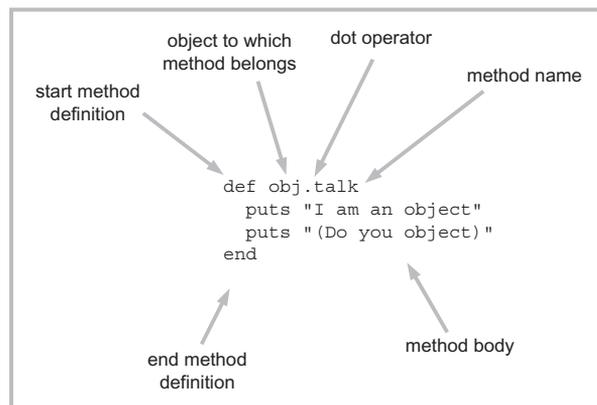 object to which
method belongs
dot operator
method name
start method
definition
def obj.talk
  puts "I am an object"
  puts "(Do you object)"
end
end method
definition
method body